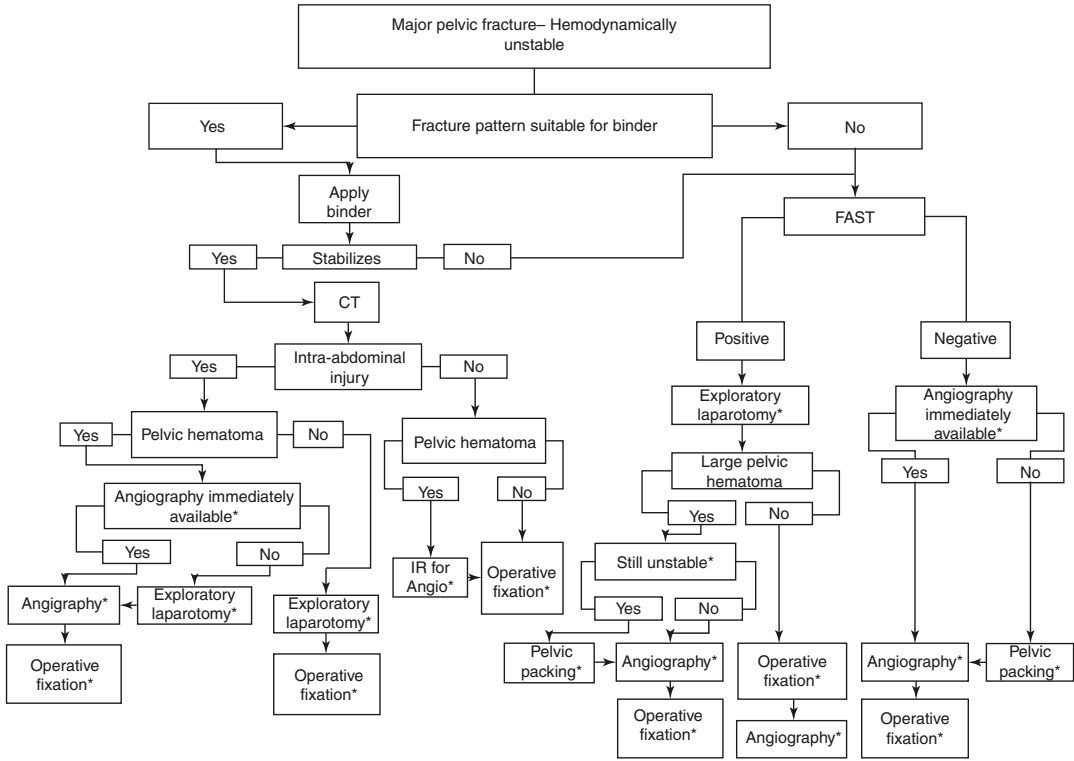 Major pelvic fracture– Hemodynamically
unstable
Yes
Fracture pattern suitable for binder
No
Apply
binder
FAST
Yes
Stabilizes
No
CT
Positive
Negative
Yes
Intra-abdominal
injury
No
Exploratory
laparotomy*
Angiography
immediately
available*
Yes
Pelvic hematoma
No
Pelvic hematoma
Large pelvic
hematoma
Yes
No
Angiography immediately
available*
Yes
No
Yes
No
Yes
No
Still unstable*
IR for
Angio*
Operative
fixation*
Angigraphy*
Exploratory
laparotomy*
Exploratory
laparotomy*
Yes
No
Operative
fixation*
Operative
fixation*
Pelvic
packing*
Angiography*
Operative
fixation*
Angiography*
Pelvic
packing*
Operative
fixation*
Angiography*
Operative
fixation*